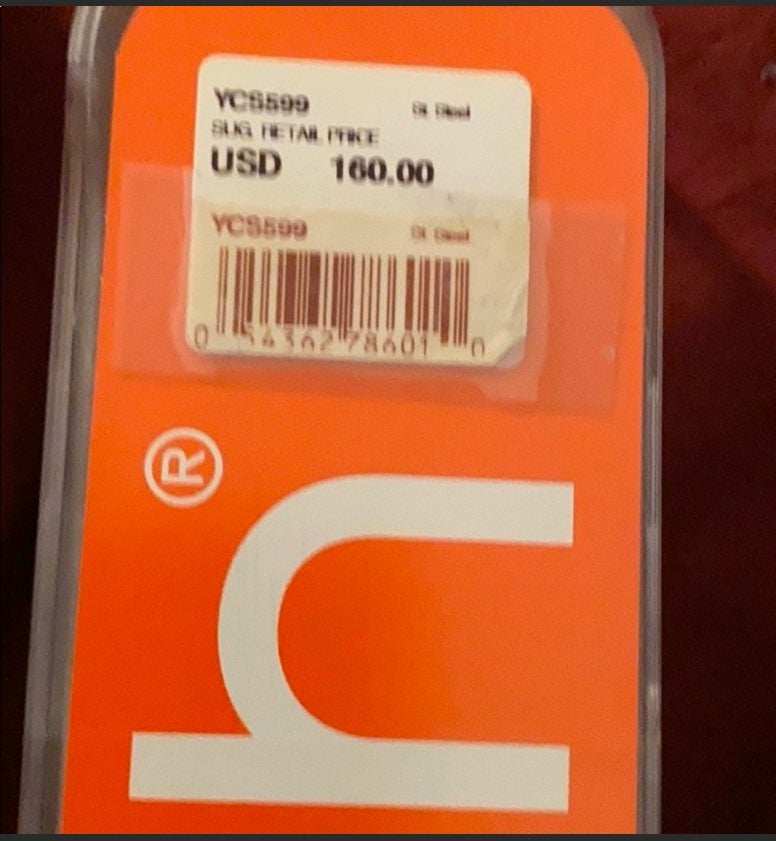 YCS599 St. Steel
SUG. RETAIL PRICE
USD 160.00
YCS599 St. Steel
0 54362 78601 0
®
h